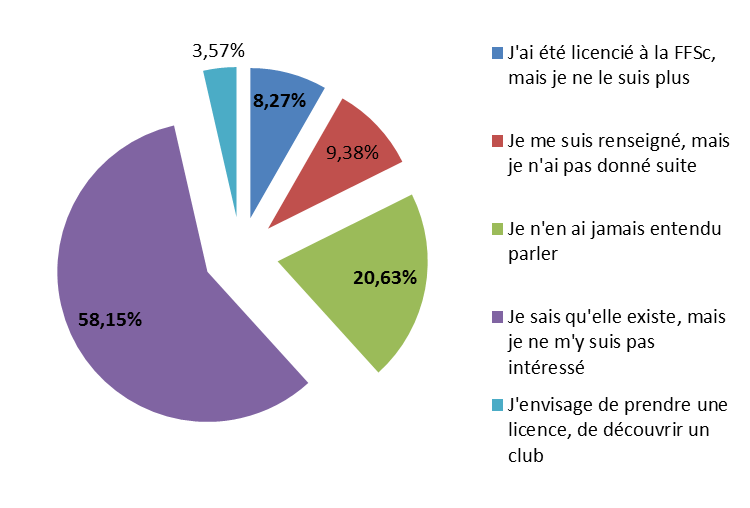 3,57%
8,27%
9,38%
20,63%
58,15%
J'ai été licencié à la FFSc,
mais je ne le suis plus
Je me suis renseigné, mais
je n'ai pas donné suite
Je n'en ai jamais entendu
parler
Je sais qu'elle existe, mais
je ne m'y suis pas
intéressé
J'envisage de prendre une
licence, de découvrir un
club